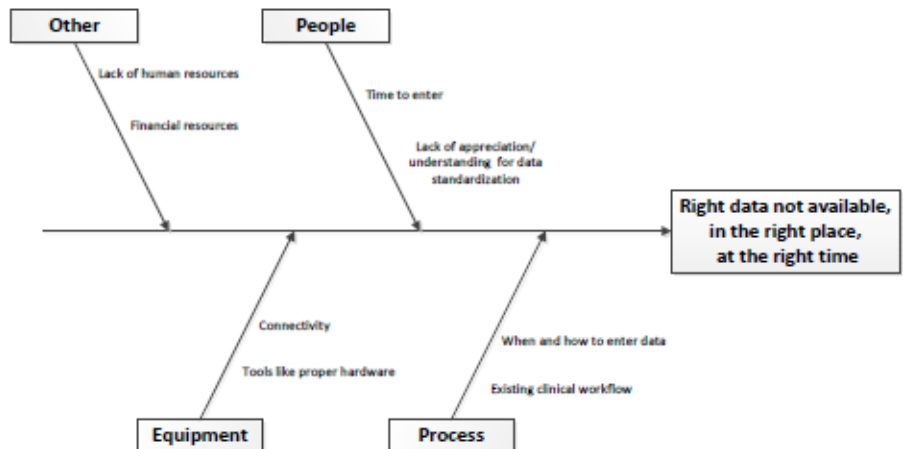 Other
People
Lack of human resources
Time to enter
Financial resources
Lack of appreciation/
understanding for data
standardization
Right data not available,
in the right place,
at the right time
Connectivity
When and how to enter data
Tools like proper hardware
Existing clinical workflow
Equipment
Process